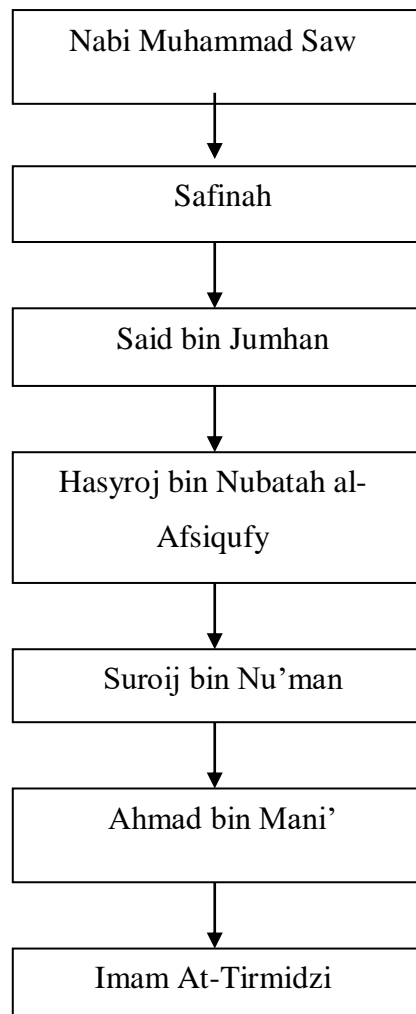 Nabi Muhammad Saw
Safinah
Said bin Jumhan
Hasyroj bin Nubatah al-
Afsiqufy
Suroij bin Nu’man
Ahmad bin Mani’
Imam At-Tirmidzi